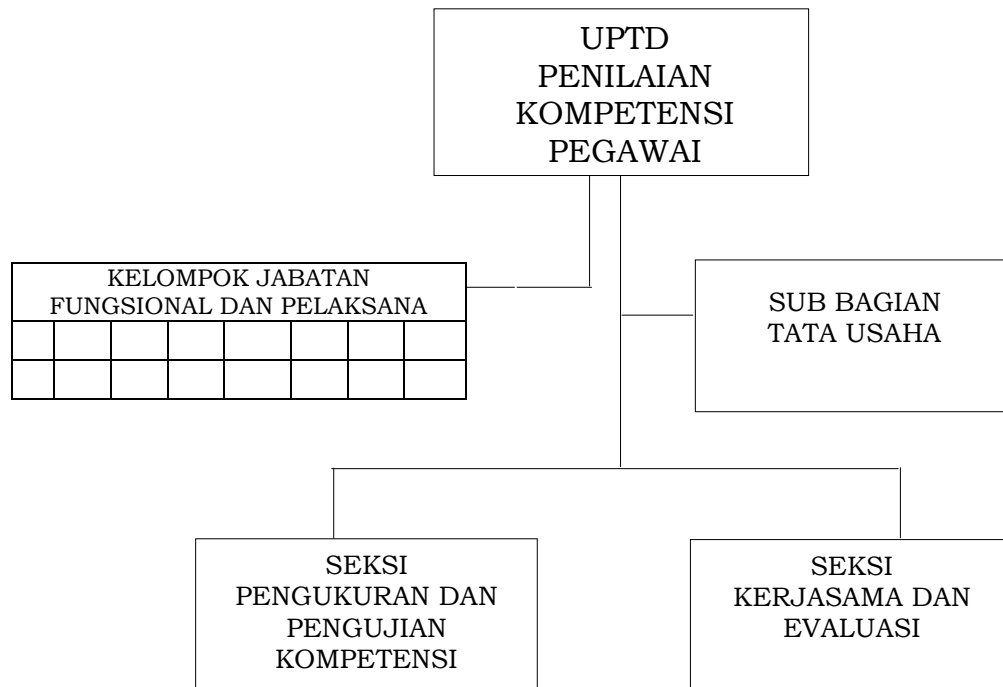 UPTD
PENILAIAN
KOMPETENSI
PEGAWAI
KELOMPOK JABATAN
FUNGSIONAL DAN PELAKSANA
SUB BAGIAN
TATA USAHA
SEKSI
PENGUKURAN DAN
PENGUJIAN
KOMPETENSI
SEKSI
KERJASAMA DAN
EVALUASI